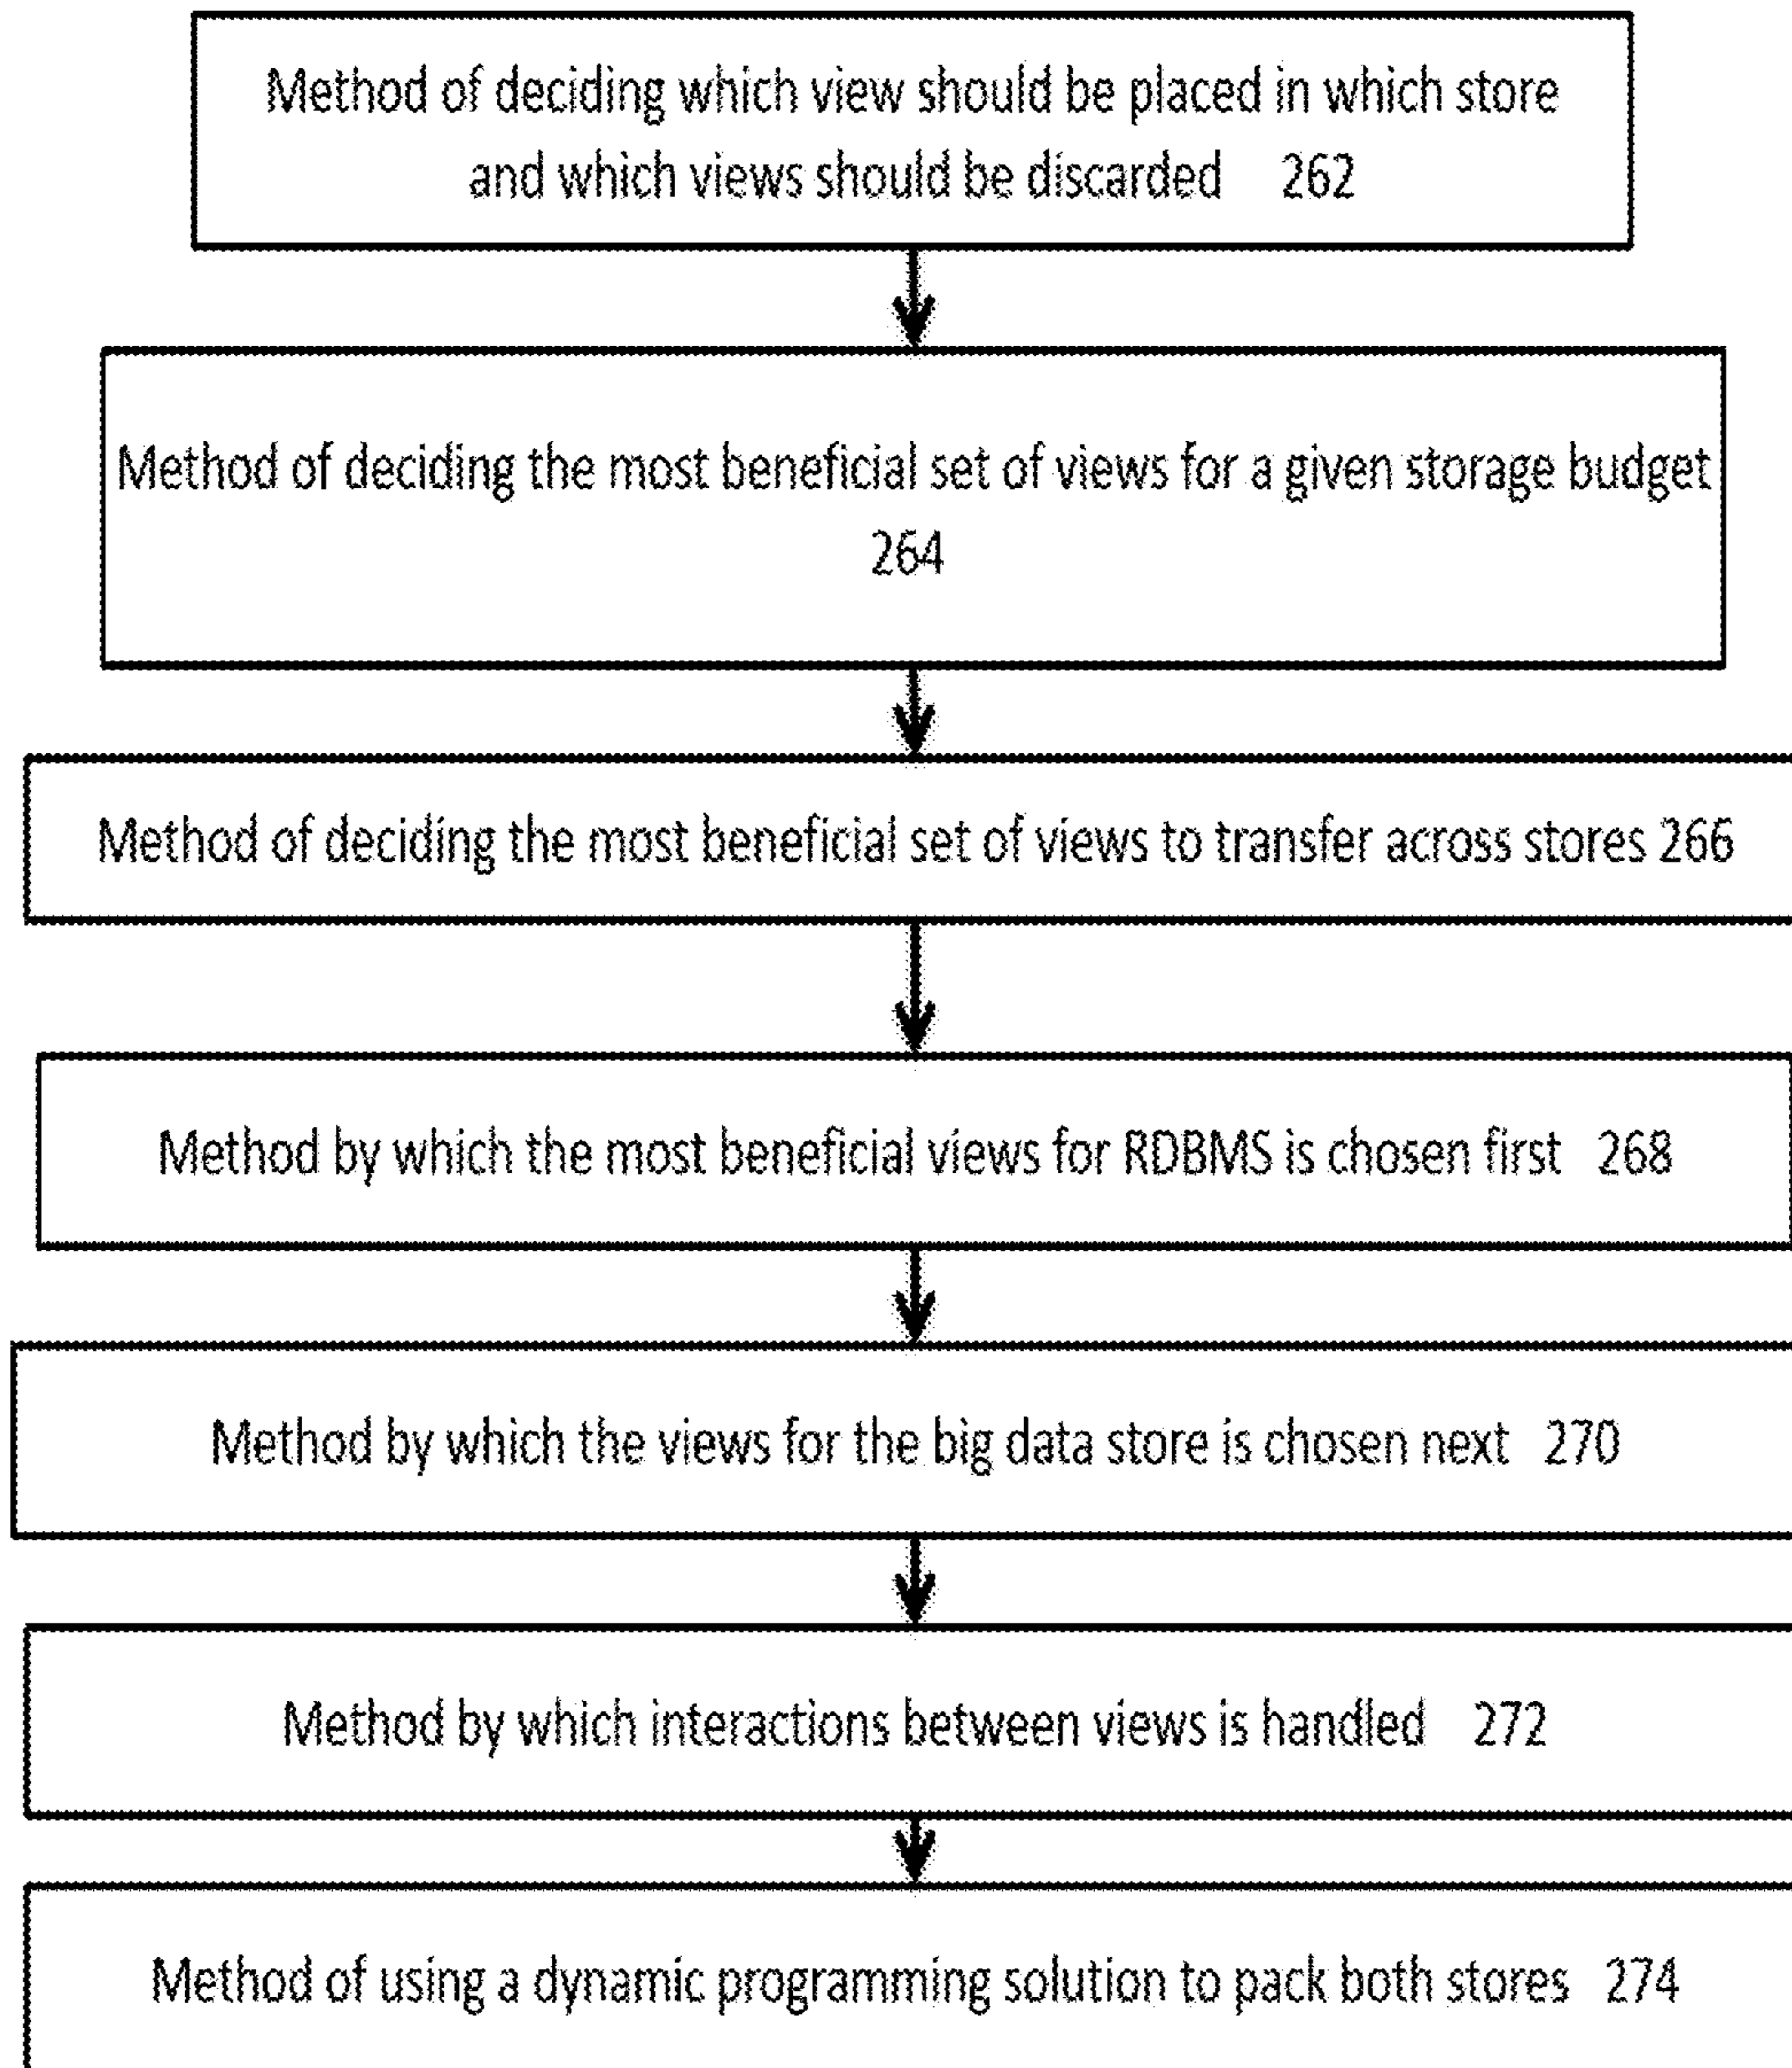 Method of deciding which view should be placed in which store
and which views should be discarded 262
Method of deciding the most beneficial set of views for a given storage budget
264
Method of deciding the most beneficial set of views to transfer across stores 266
Method by which the most beneficial views for RDBMS is chosen first 268
Method by which the views for the big data store is chosen next 270
Method by which interactions between views is handled 272
Method of using a dynamic programming solution to pack both stores 274